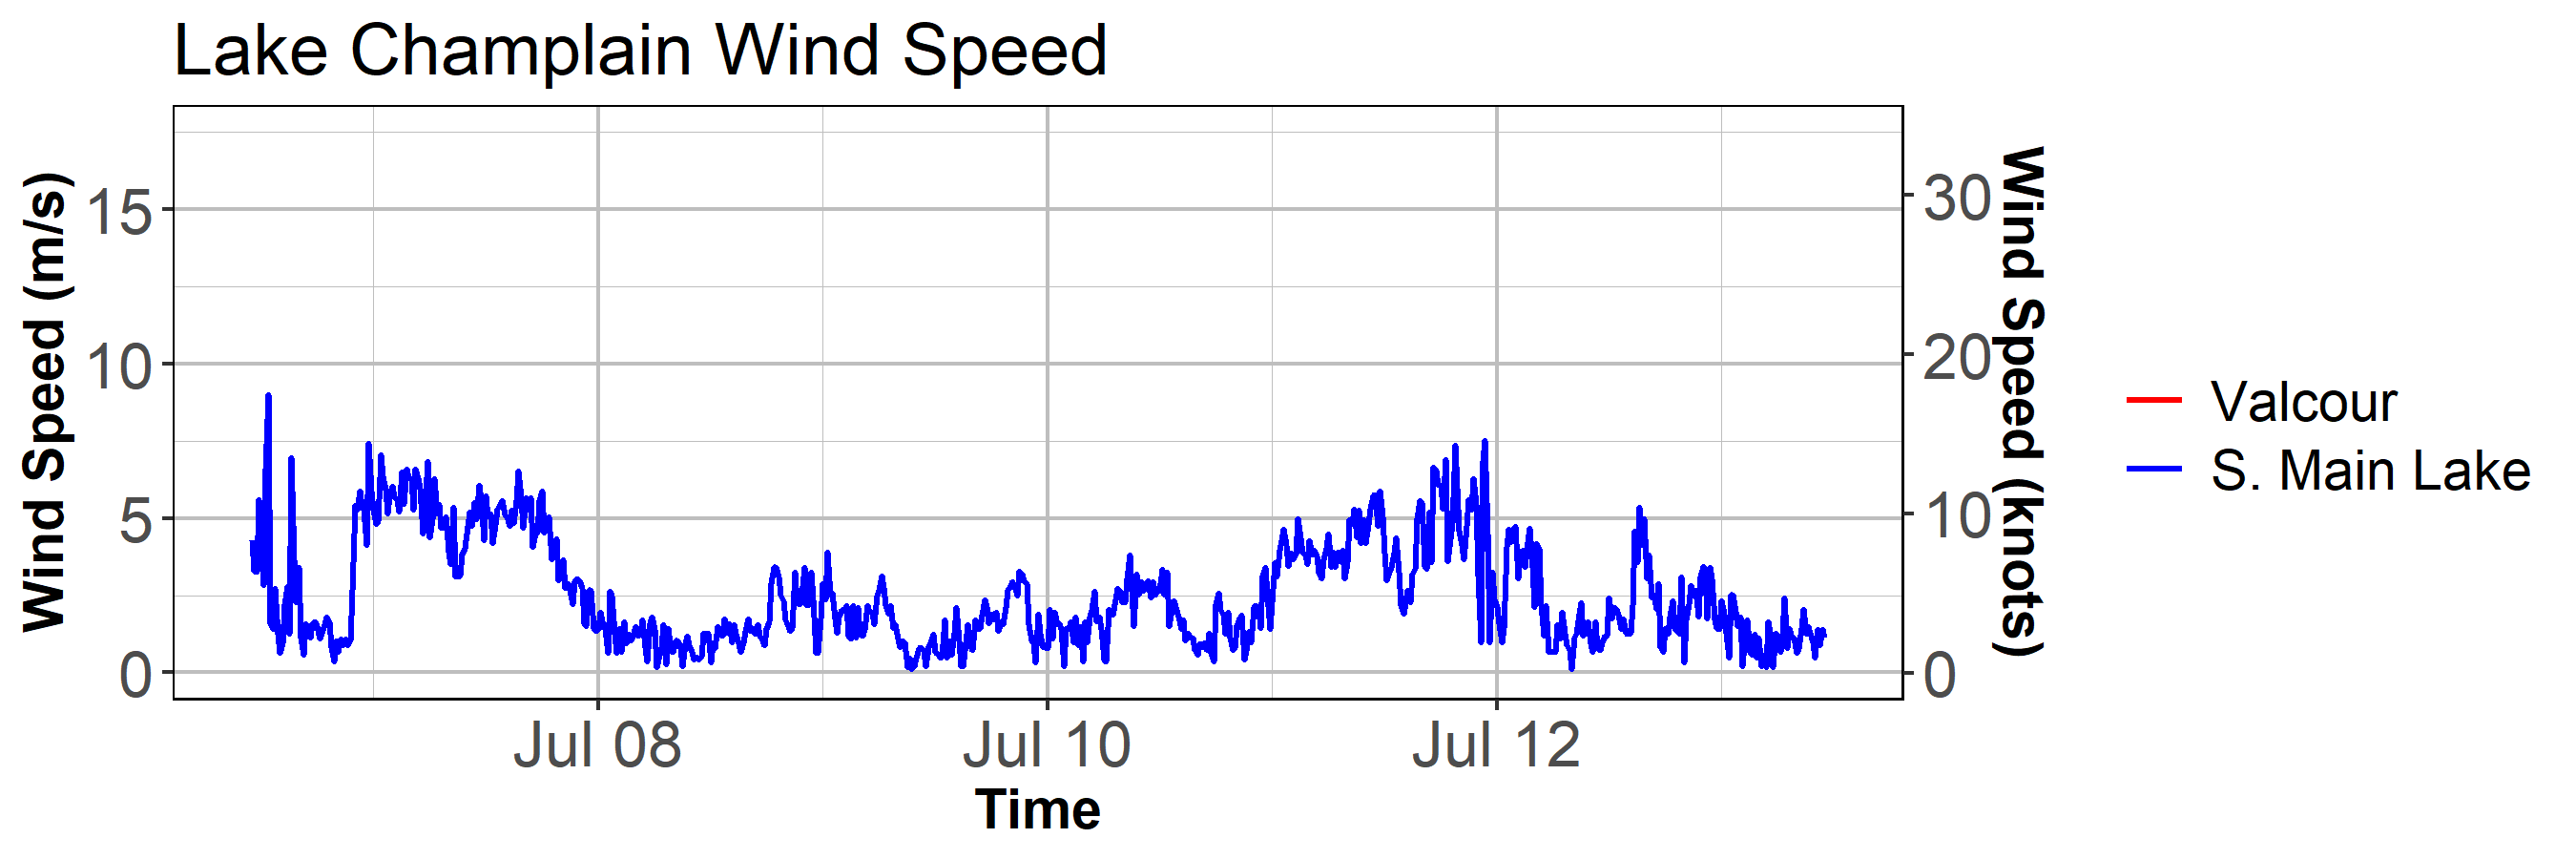 Lake Champlain Wind Speed
Wind Speed (m/s)
15
10
5
0
30
20
10
0
Wind Speed (knots)
Jul 08
Jul 10
Jul 12
Time
Valcour
S. Main Lake